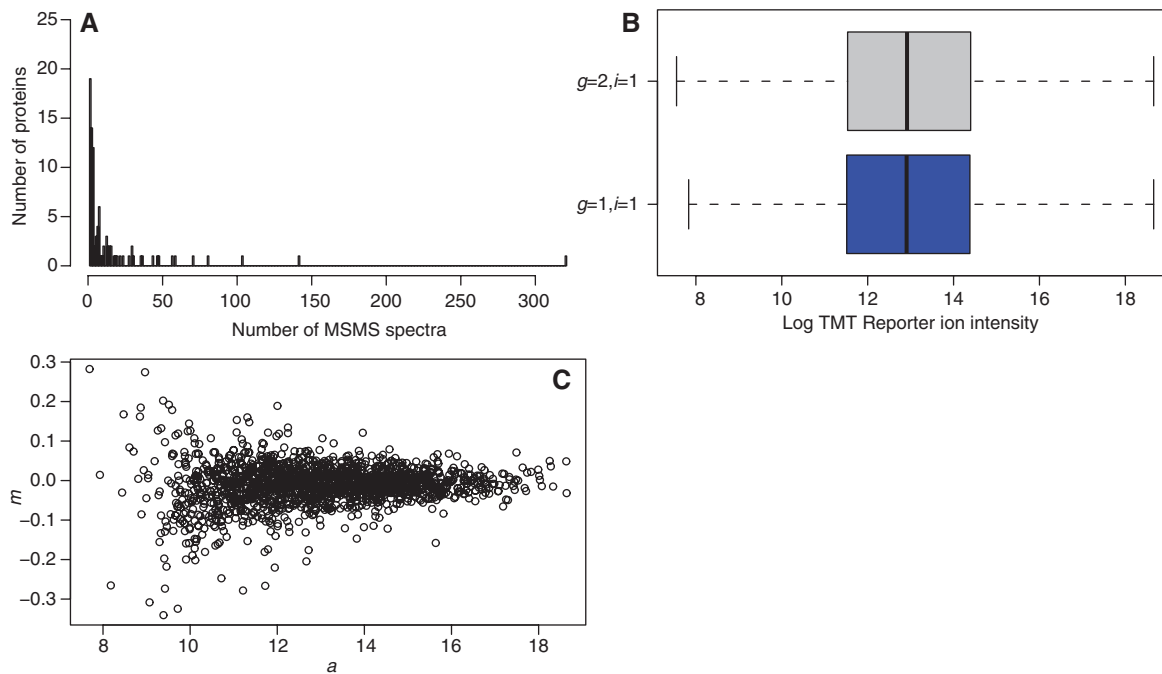 A
25
20
15
10
5
0
Number of proteins
0 50 100 150 200 250 300
Number of MSMS spectra
B
g=2,i=1
g=1,i=1
8 10 12 14 16 18
Log TMT Reporter ion intensity
C
0.3
0.2
0.1
0.0
−0.1
−0.2
−0.3
m
8 10 12 14 16 18
a